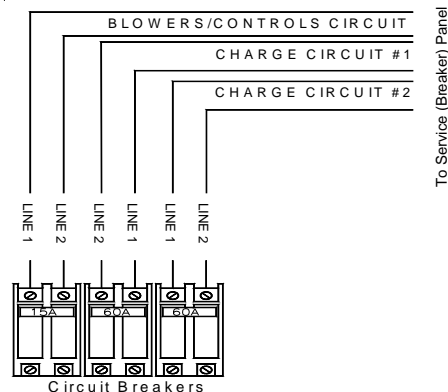 BLOWERS/CONTROLS CIRCUIT
CHARGE CIRCUIT #1
CHARGE CIRCUIT #2
To Service (Breaker) Panel
LINE 1
LINE 2
LINE 2
LINE 1
LINE 1
LINE 2
15A
60A
60A
Circuit Breakers